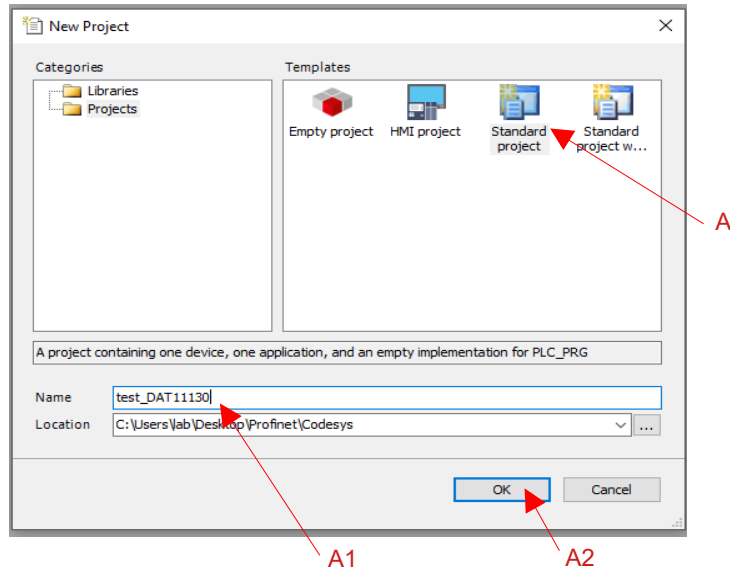 New Project
Categories
Templates
Libraries
Projects
Empty project
HMI project
Standard
project
Standard
project w...
A
A project containing one device, one application, and an empty implementation for PLC_PRG
Name
test_DAT11130
Location
C:\Users\lab\Desktop\Profinet\Codesys
...
OK
Cancel
A1
A2